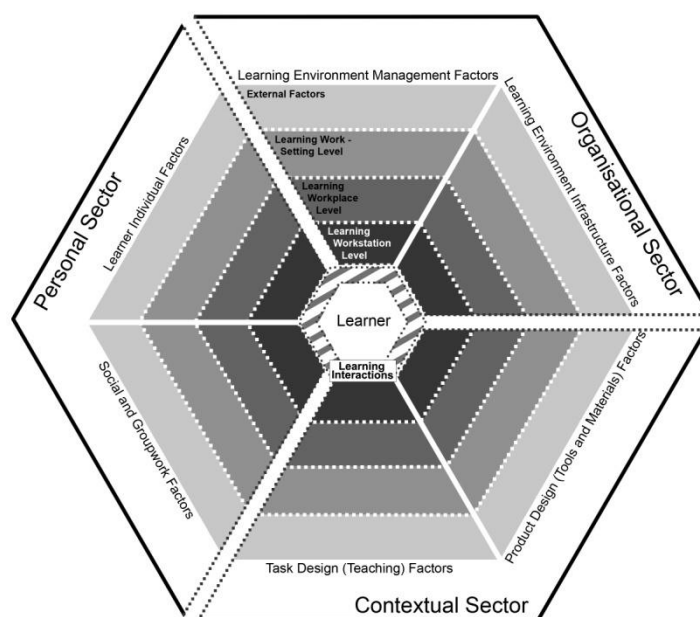 Learning Environment Management Factors
External Factors
Learning Work -
Setting Level
Learning
Workplace
Level
Learning
Workstation
Level
Learning Environment Infrastructure Factors
Organisational Sector
Personal Sector
Learner Individual Factors
Learner
Learning
Interactions
Social and Groupwork Factors
Product Design (Tools and Materials) Factors
Task Design (Teaching) Factors
Contextual Sector